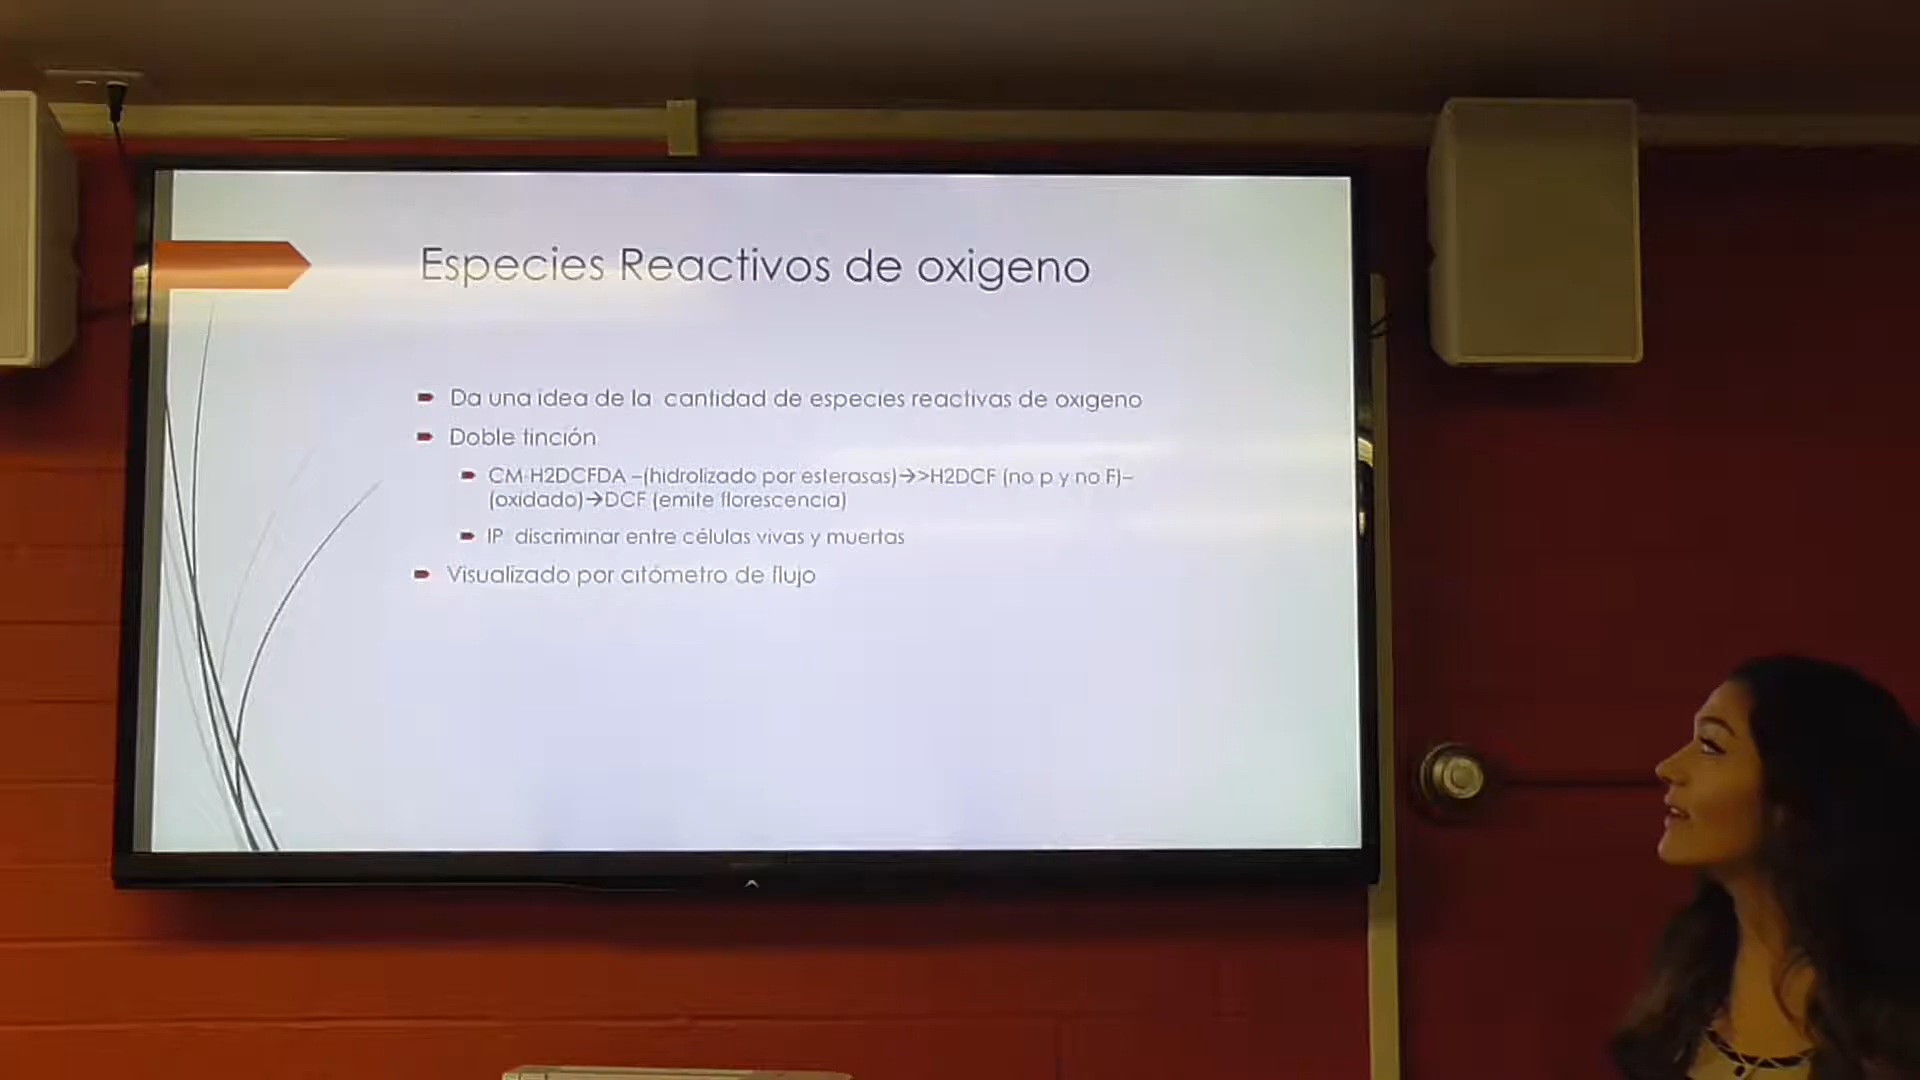 Especies Reactivos de oxigeno
Da una idea de la cantidad de especies reactivas de oxigeno
Doble tinción
CM-H2DCFDA –(hidrolizado por esterasas)→>H2DCF (no p y no F)–
(oxidado)→DCF (emite florescencia)
IP discriminar entre células vivas y muertas
Visualizado por citómetro de flujo